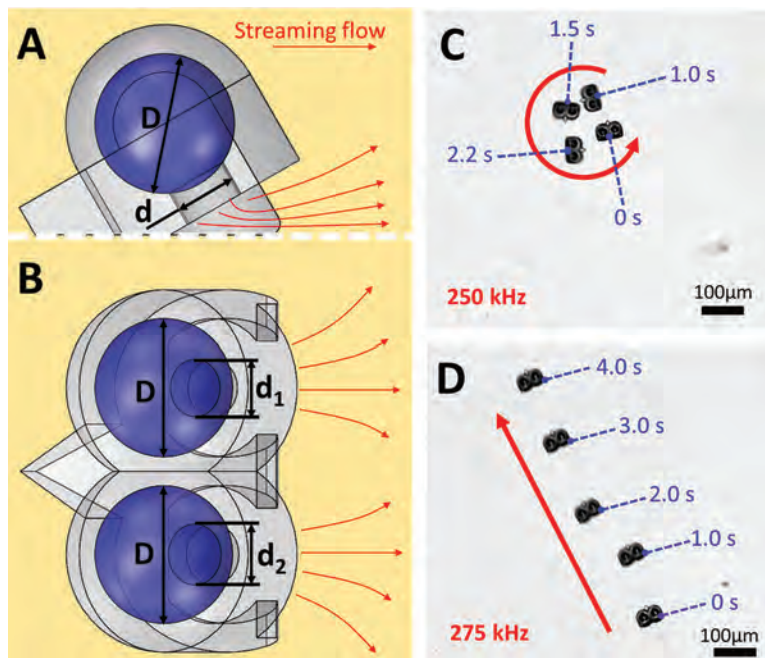 A
Streaming flow
D
d
B
D
d1
D
d2
C
1.5 s
1.0 s
2.2 s
0 s
250 kHz
100μm
D
4.0 s
3.0 s
2.0 s
1.0 s
0 s
275 kHz
100μm